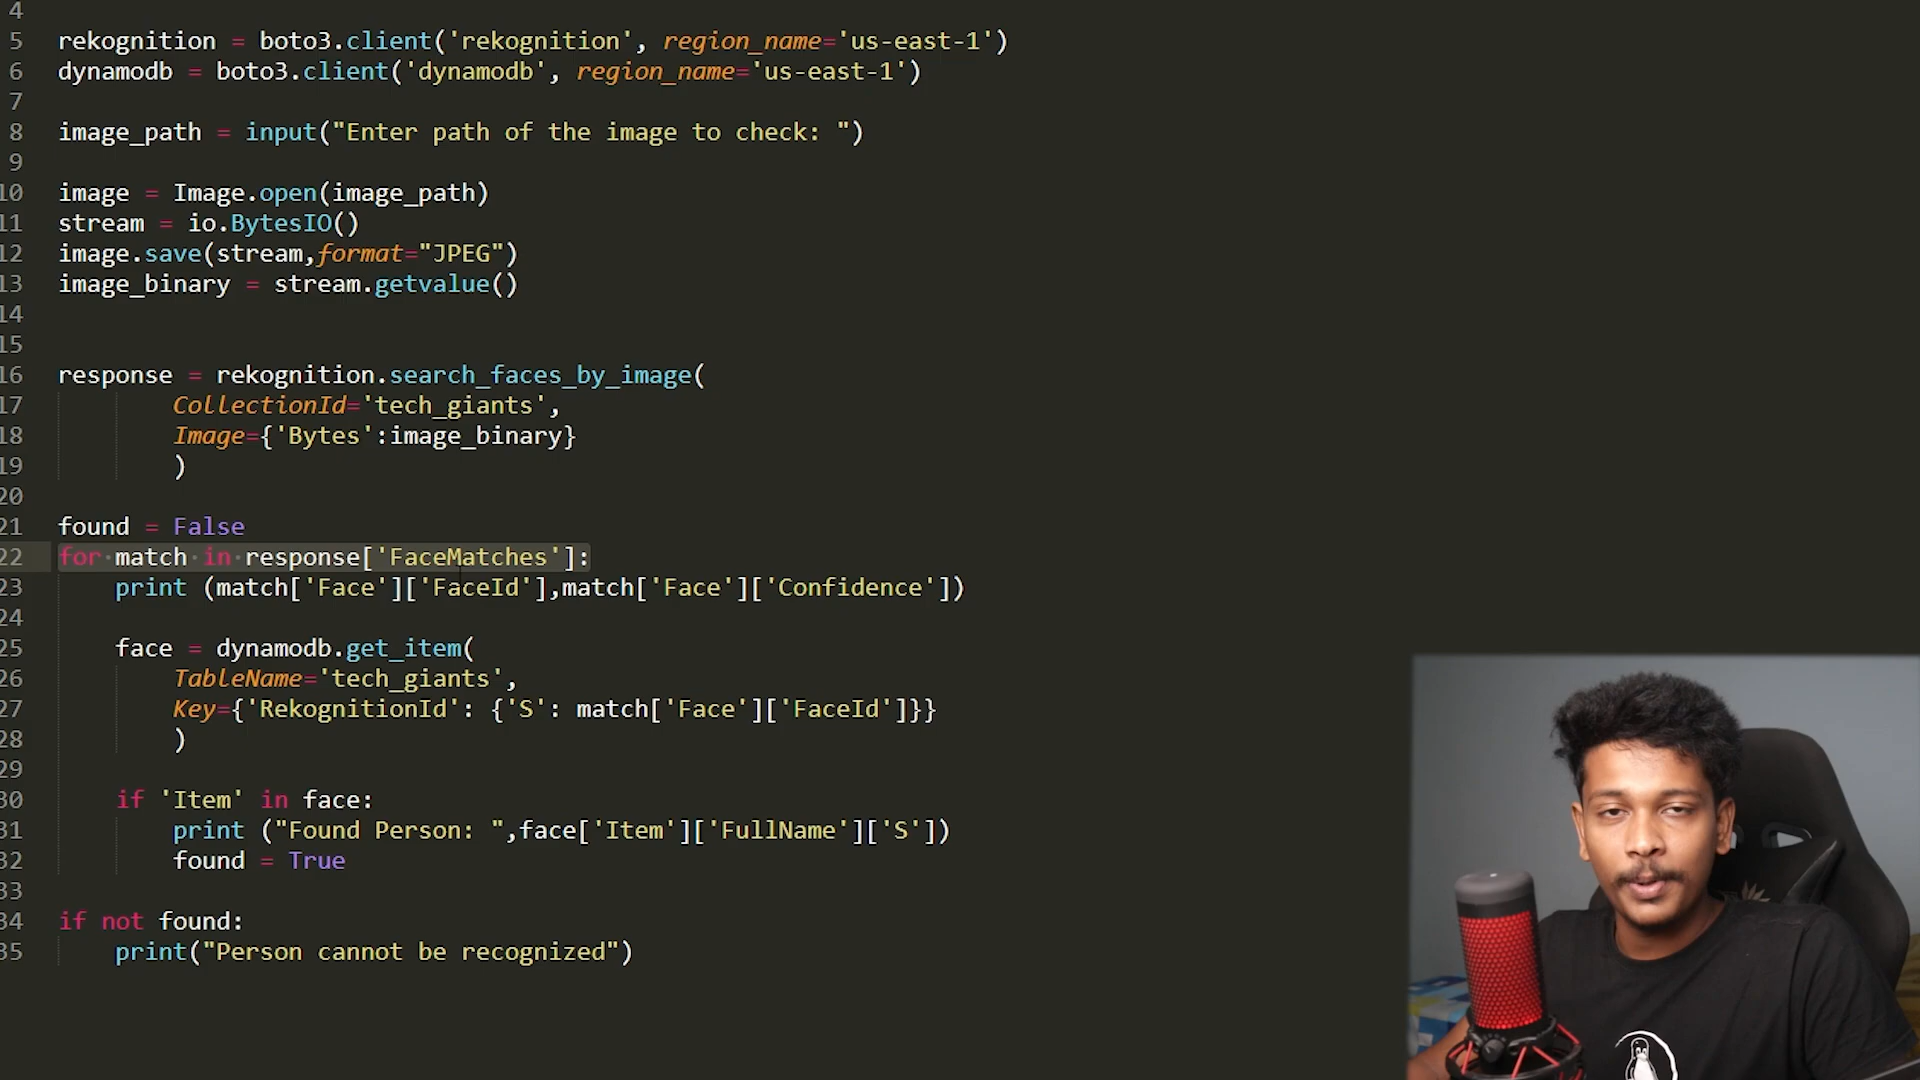 4
5 rekognition = boto3.client('rekognition', region_name='us-east-1')
6 dynamodb = boto3.client('dynamodb', region_name='us-east-1')
7
8 image_path = input("Enter path of the image to check: ")
9
10 image = Image.open(image_path)
11 stream = io.BytesIO()
12 image.save(stream,format="JPEG")
13 image_binary = stream.getvalue()
14
15
16 response = rekognition.search_faces_by_image(
17         CollectionId='tech_giants',
18         Image={'Bytes':image_binary}
19         )
20
21 found = False
22 for match in response['FaceMatches']:
23     print (match['Face']['FaceId'],match['Face']['Confidence'])
24
25     face = dynamodb.get_item(
26         TableName='tech_giants',
27         Key={'RekognitionId': {'S': match['Face']['FaceId']}}
28         )
29
30     if 'Item' in face:
31         print ("Found Person: ",face['Item']['FullName']['S'])
32         found = True
33
34 if not found:
35     print("Person cannot be recognized")